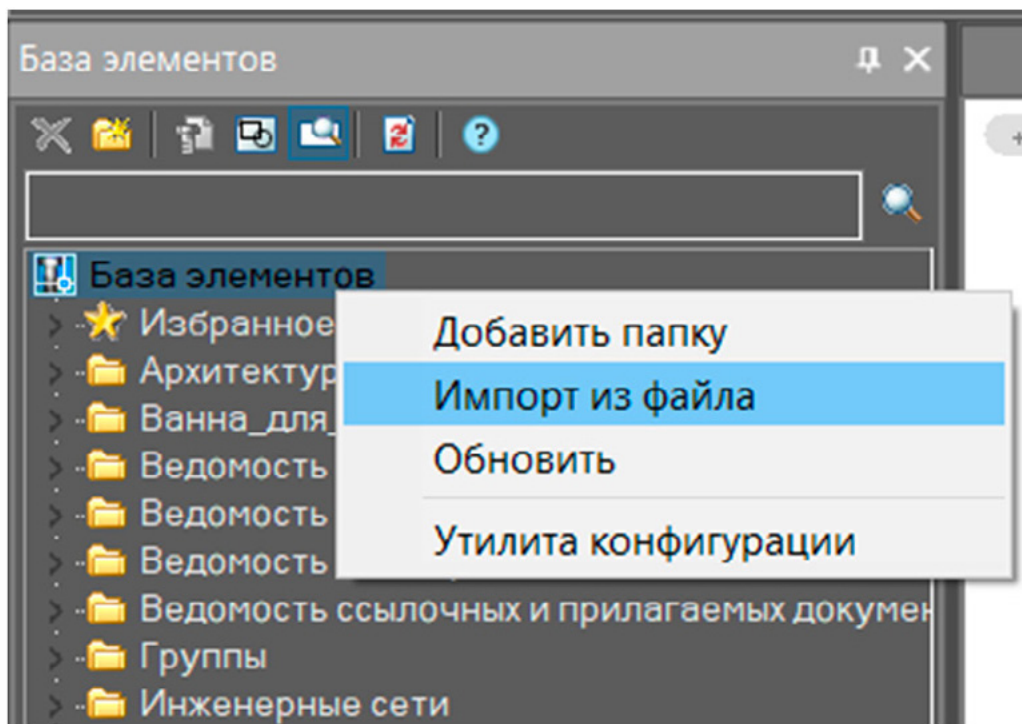 База элементов
?
База элементов
Избранное
Добавить папку
Архитектур
Импорт из файла
Ванна_для_
Обновить
Ведомость
Ведомость
Утилита конфигурации
Ведомость
Ведомость ссылочных и прилагаемых докумен
Группы
Инженерные сети